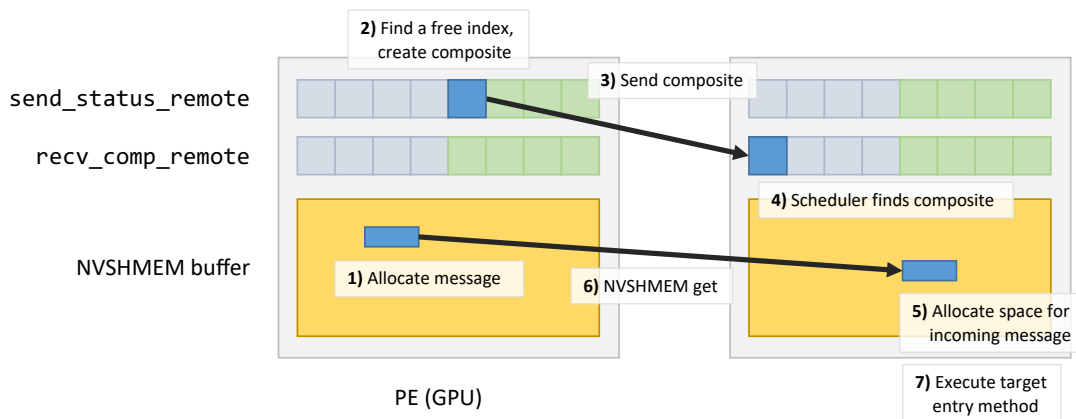 2) Find a free index,
create composite
send_status_remote
3) Send composite
recv_comp_remote
4) Scheduler finds composite
NVSHMEM buffer
1) Allocate message
6) NVSHMEM get
5) Allocate space for
incoming message
7) Execute target
entry method
PE (GPU)